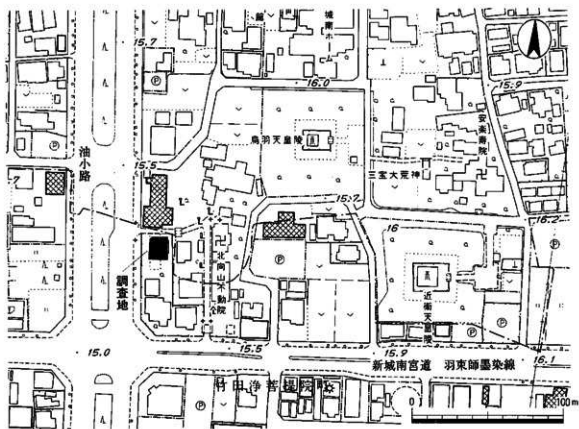 15.7
城南ホーム
16.0
15.9
安楽寿院
鳥羽天皇陵
三宝大荒神
油小路
15.5
15.7
16
16.2
北向山不動院
調査地
近衛天皇陵
15.0
15.5
15.9
新城南宮道 羽束師墨染線
16.1
竹田浄菩提院町
0
100m
P
P
P
P
P
P
P
P